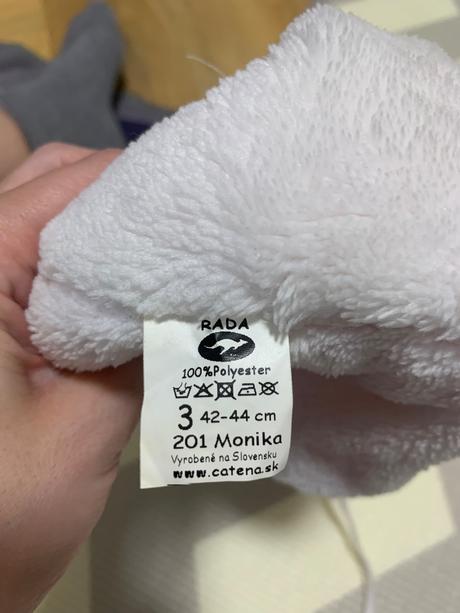 RADA
100%Polyester
3 42-44 cm
201 Monika
Vyrobené na Slovensku
www.catena.sk